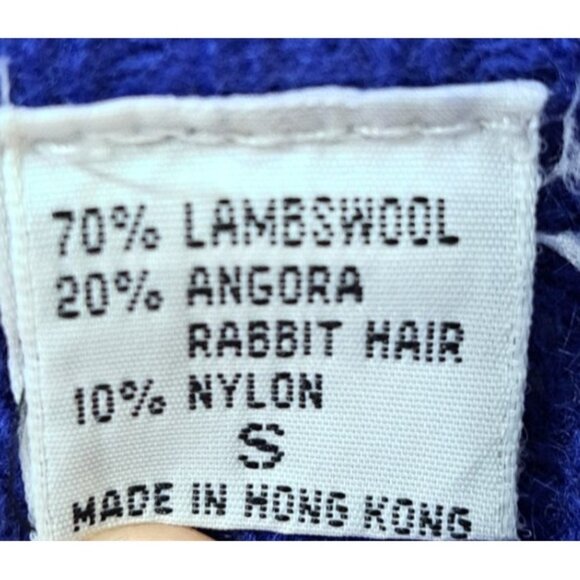 70% LAMBSWOOL
20% ANGORA
RABBIT HAIR
10% NYLON
S
MADE IN HONG KONG